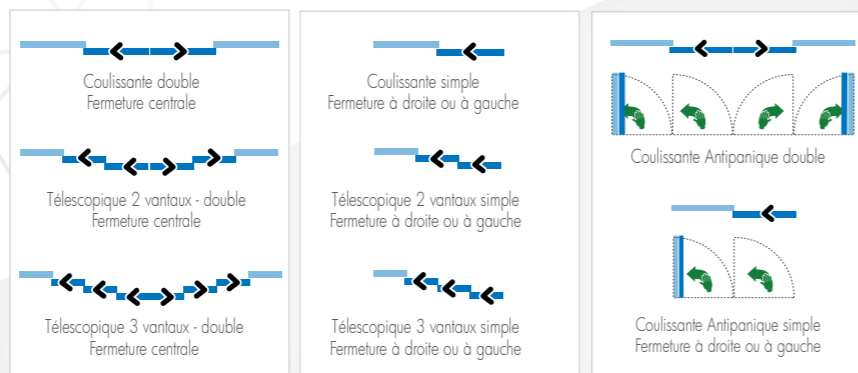 Coulissante double
Fermeture centrale
Télescopique 2 vantaux - double
Fermeture centrale
Télescopique 3 vantaux - double
Fermeture centrale
Coulissante simple
Fermeture à droite ou à gauche
Télescopique 2 vantaux simple
Fermeture à droite ou à gauche
Télescopique 3 vantaux simple
Fermeture à droite ou à gauche
Coulissante Antipanique double
Coulissante Antipanique simple
Fermeture à droite ou à gauche